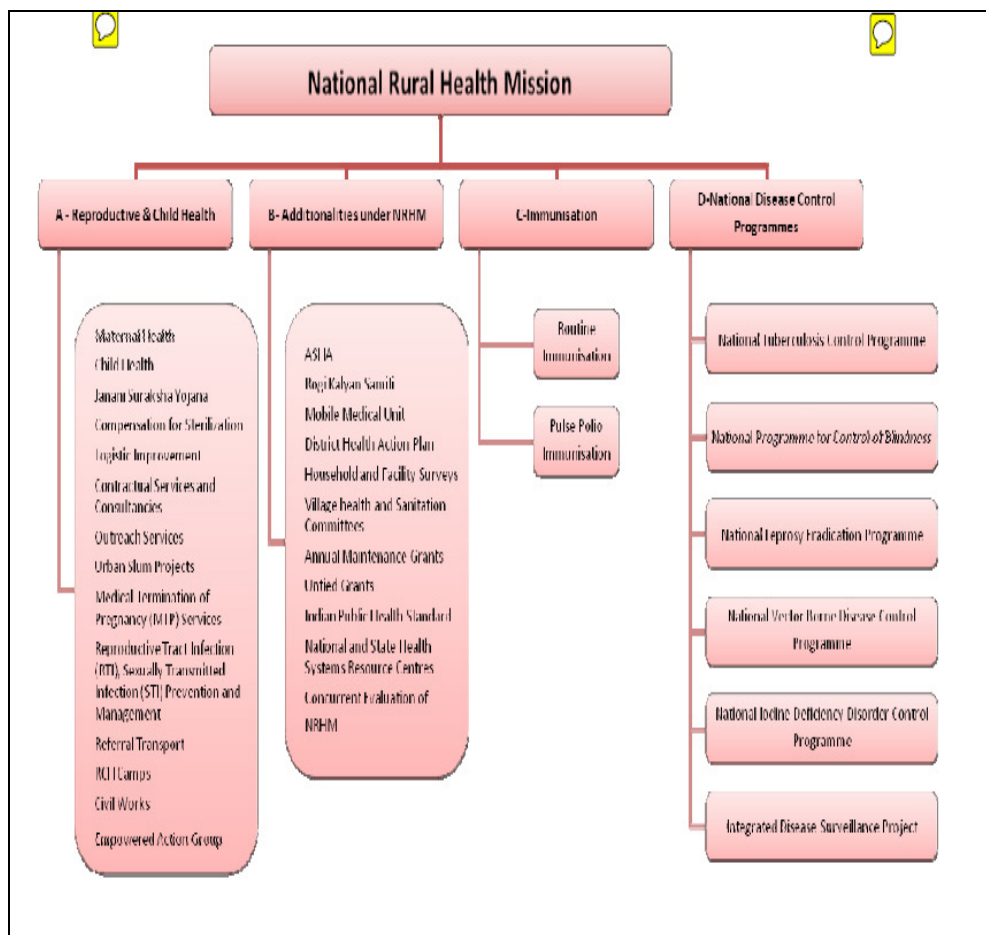 National Rural Health Mission
A - Reproductive & Child Health
Maternal Health
Child Health
Janani Suraksha Yojana
Compensation for Sterilization
Logistic Improvement
Contractual Services and
Consultancies
Outreach Services
Urban Slum Projects
Medical Termination of
Pregnancy (MTP) Services
Reproductive Tract Infection
(RTI), Sexually Transmitted
Infection (STI) Prevention and
Management
Referral Transport
RCH Camps
Civil Works
Empowered Action Group
B- Additionalities under NRHM
ASHA
Rogi Kalyan Samiti
Mobile Medical Unit
District Health Action Plan
Household and Facility Surveys
Village health and Sanitation
Committees
Annual Maintenance Grants
Untied Grants
Indian Public Health Standard
National and State Health
Systems Resource Centres
Concurrent Evaluation of
NRHM
C-Immunisation
Routine
Immunisation
Pulse Polio
Immunisation
D-National Disease Control
Programmes
National Tuberculosis Control Programme
National Programme for Control of Blindness
National Leprosy Eradication Programme
National Vector Borne Disease Control
Programme
National Iodine Deficiency Disorder Control
Programme
Integrated Disease Surveillance Project